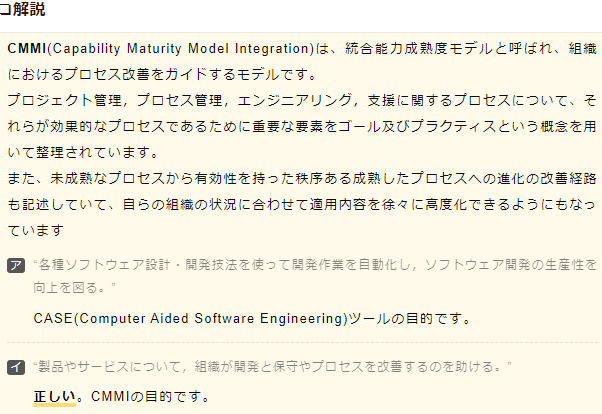 コ解説
CMMI(Capability Maturity Model Integration)は、統合能力成熟度モデルと呼ばれ、組織
におけるプロセス改善をガイドするモデルです。
プロジェクト管理，プロセス管理，エンジニアリング，支援に関するプロセスについて、そ
れらが効果的なプロセスであるために重要な要素をゴール及びプラクティスという概念を用
いて整理されています。
また、未成熟なプロセスから有効性を持った秩序ある成熟したプロセスへの進化の改善経路
も記述していて、自らの組織の状況に合わせて適用内容を徐々に高度化できるようにもなっ
ています
ア “各種ソフトウェア設計・開発技法を使って開発作業を自動化し，ソフトウェア開発の生産性を
向上を図る。”
CASE(Computer Aided Software Engineering)ツールの目的です。
イ “製品やサービスについて，組織が開発と保守やプロセスを改善するのを助ける。”
正しい。CMMIの目的です。